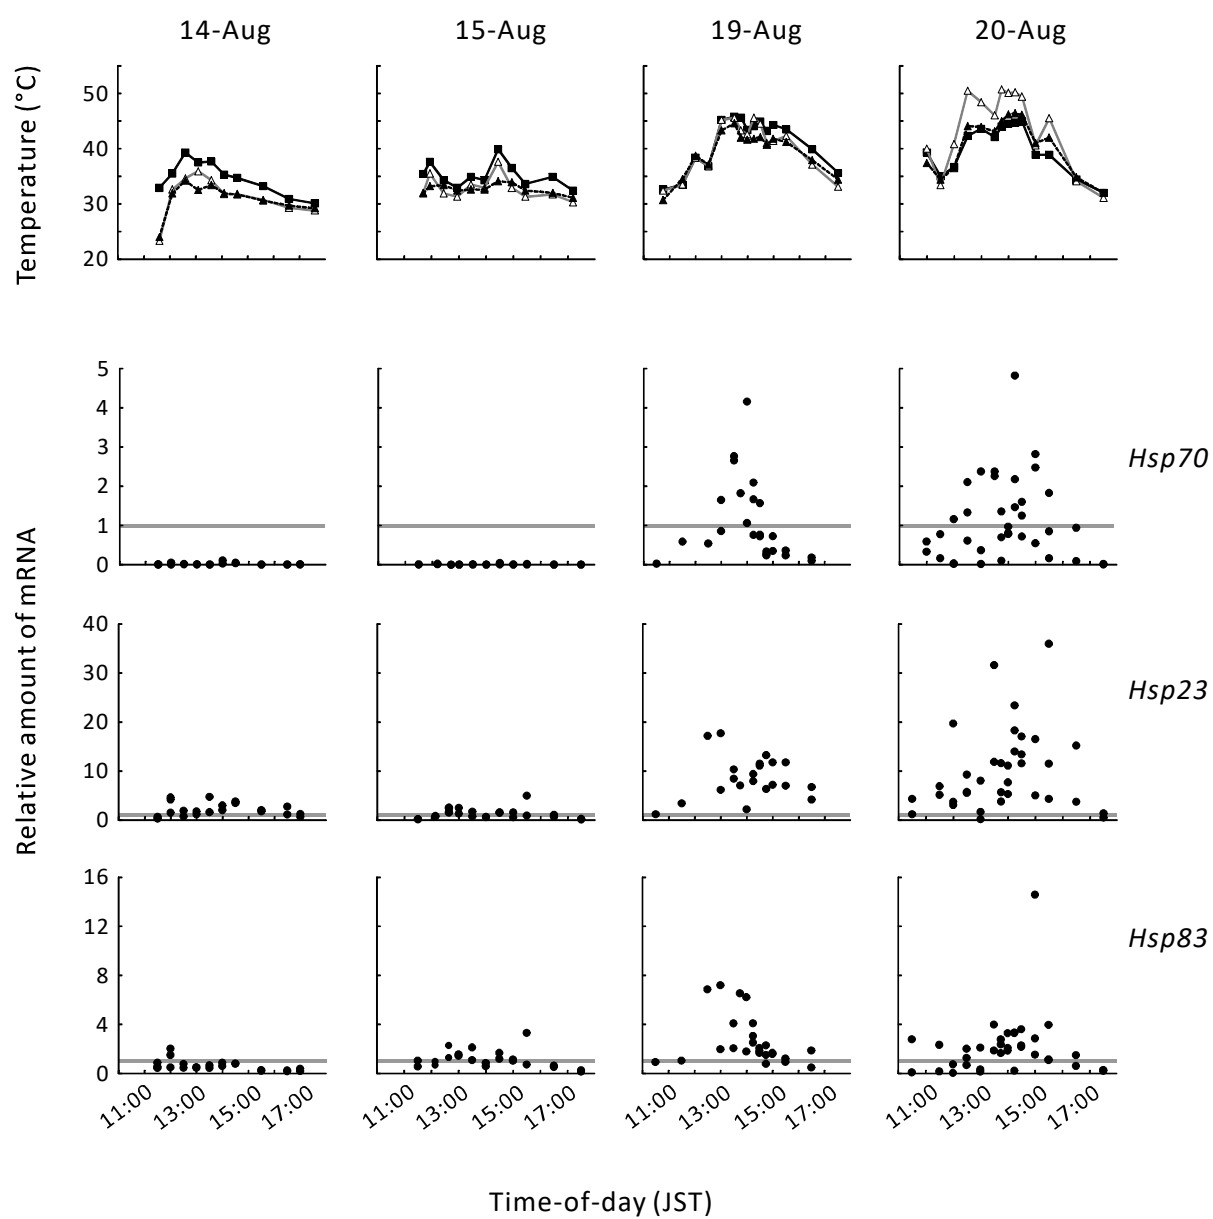 14-Aug 15-Aug 19-Aug 20-Aug
Temperature (°C)
50
40
30
20
Relative amount of mRNA
5
4
3
2
1
0
Hsp70
40
30
20
10
0
Hsp23
16
12
8
4
0
Hsp83
11:00 13:00 15:00 17:00 11:00 13:00 15:00 17:00 11:00 13:00 15:00 17:00 11:00 13:00 15:00 17:00
Time-of-day (JST)